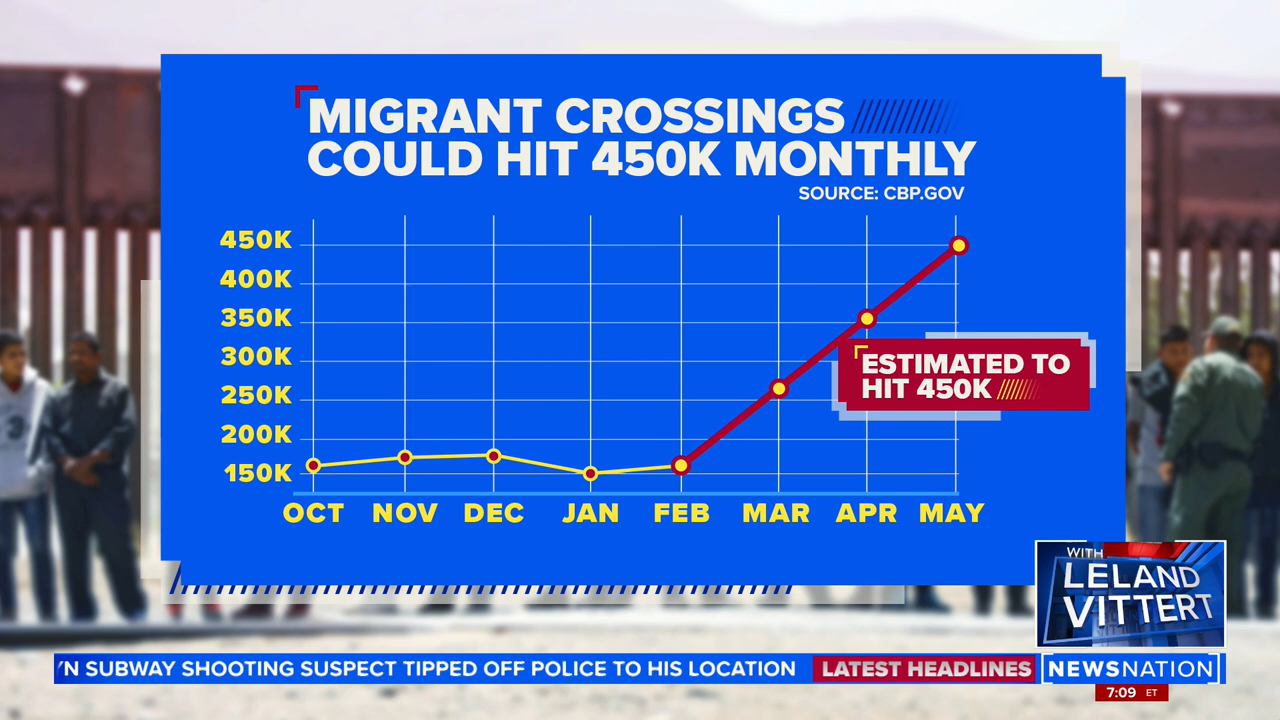 MIGRANT CROSSINGS
COULD HIT 450K MONTHLY
SOURCE: CBP.GOV
450K
400K
350K
300K
250K
200K
150K
ESTIMATED TO
HIT 450K
OCT NOV DEC JAN FEB MAR APR MAY
WITH
LELAND
VITTERT
'N SUBWAY SHOOTING SUSPECT TIPPED OFF POLICE TO HIS LOCATION LATEST HEADLINES NEWSNATION
7:09 ET